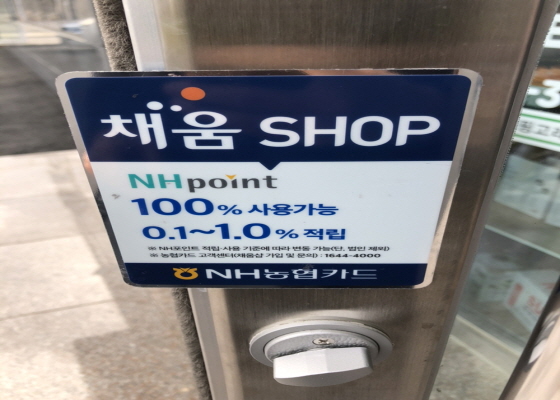 채움 SHOP
NHpoint
100% 사용가능
0.1~1.0% 적립
※ NH포인트 적립·사용 기준에 따라 변동 가능(단, 법인 제외)
※ 농협카드 고객센터(채움샵 가입 및 문의) : 1644-4000
NH농협카드